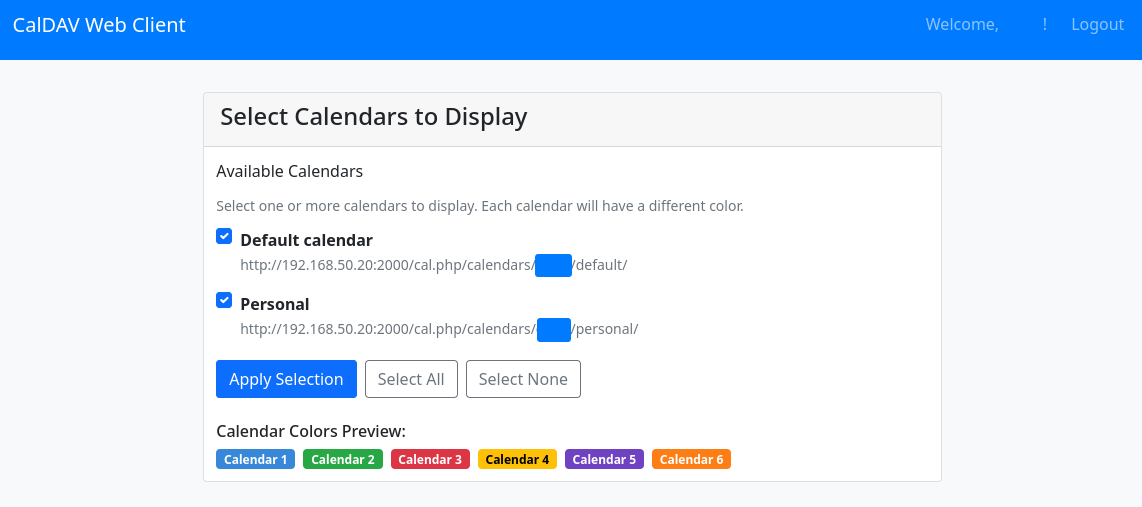 CalDAV Web Client
Welcome, ! Logout
Select Calendars to Display
Available Calendars
Select one or more calendars to display. Each calendar will have a different color.
Default calendar
http://192.168.50.20:2000/cal.php/calendars/ /default/
Personal
http://192.168.50.20:2000/cal.php/calendars/ /personal/
Apply Selection Select All Select None
Calendar Colors Preview:
Calendar 1 Calendar 2 Calendar 3 Calendar 4 Calendar 5 Calendar 6